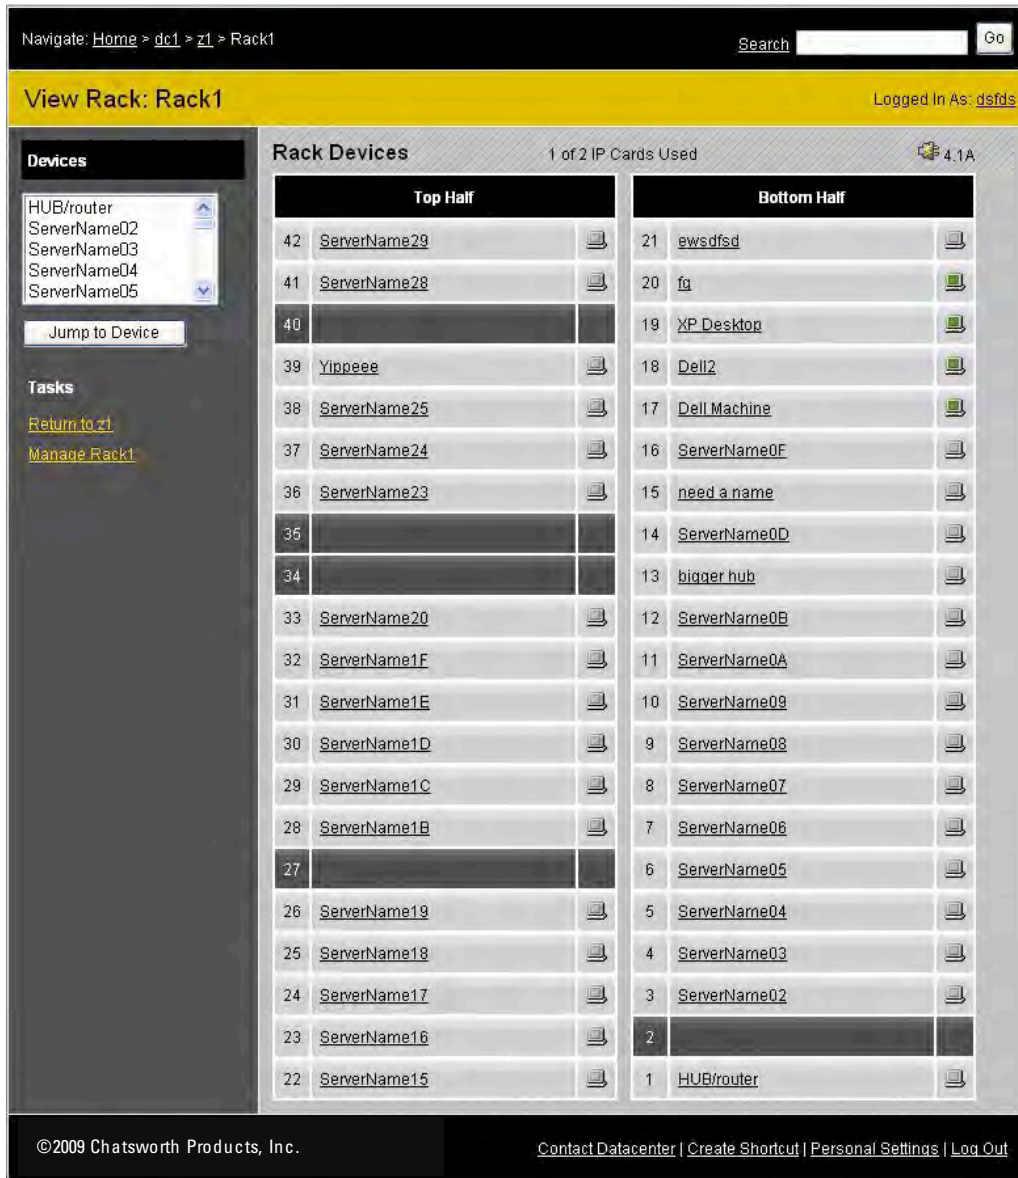 Navigate: Home > dc1 > z1 > Rack1
Search
Go
View Rack: Rack1
Logged In As: dsfds
Devices
HUB/router
ServerName02
ServerName03
ServerName04
ServerName05
Jump to Device
Tasks
Return to z1
Manage Rack1
Rack Devices
1 of 2 IP Cards Used
4.1A
Top Half
42 ServerName29
41 ServerName28
40
39 Yippeee
38 ServerName25
37 ServerName24
36 ServerName23
35
34
33 ServerName20
32 ServerName1F
31 ServerName1E
30 ServerName1D
29 ServerName1C
28 ServerName1B
27
26 ServerName19
25 ServerName18
24 ServerName17
23 ServerName16
22 ServerName15
Bottom Half
21 ewsdfsd
20 fg
19 XP Desktop
18 Dell2
17 Dell Machine
16 ServerName0F
15 need a name
14 ServerName0D
13 bigger hub
12 ServerName0B
11 ServerName0A
10 ServerName09
9 ServerName08
8 ServerName07
7 ServerName06
6 ServerName05
5 ServerName04
4 ServerName03
3 ServerName02
2
1 HUB/router
©2009 Chatsworth Products, Inc.
Contact Datacenter | Create Shortcut | Personal Settings | Log Out